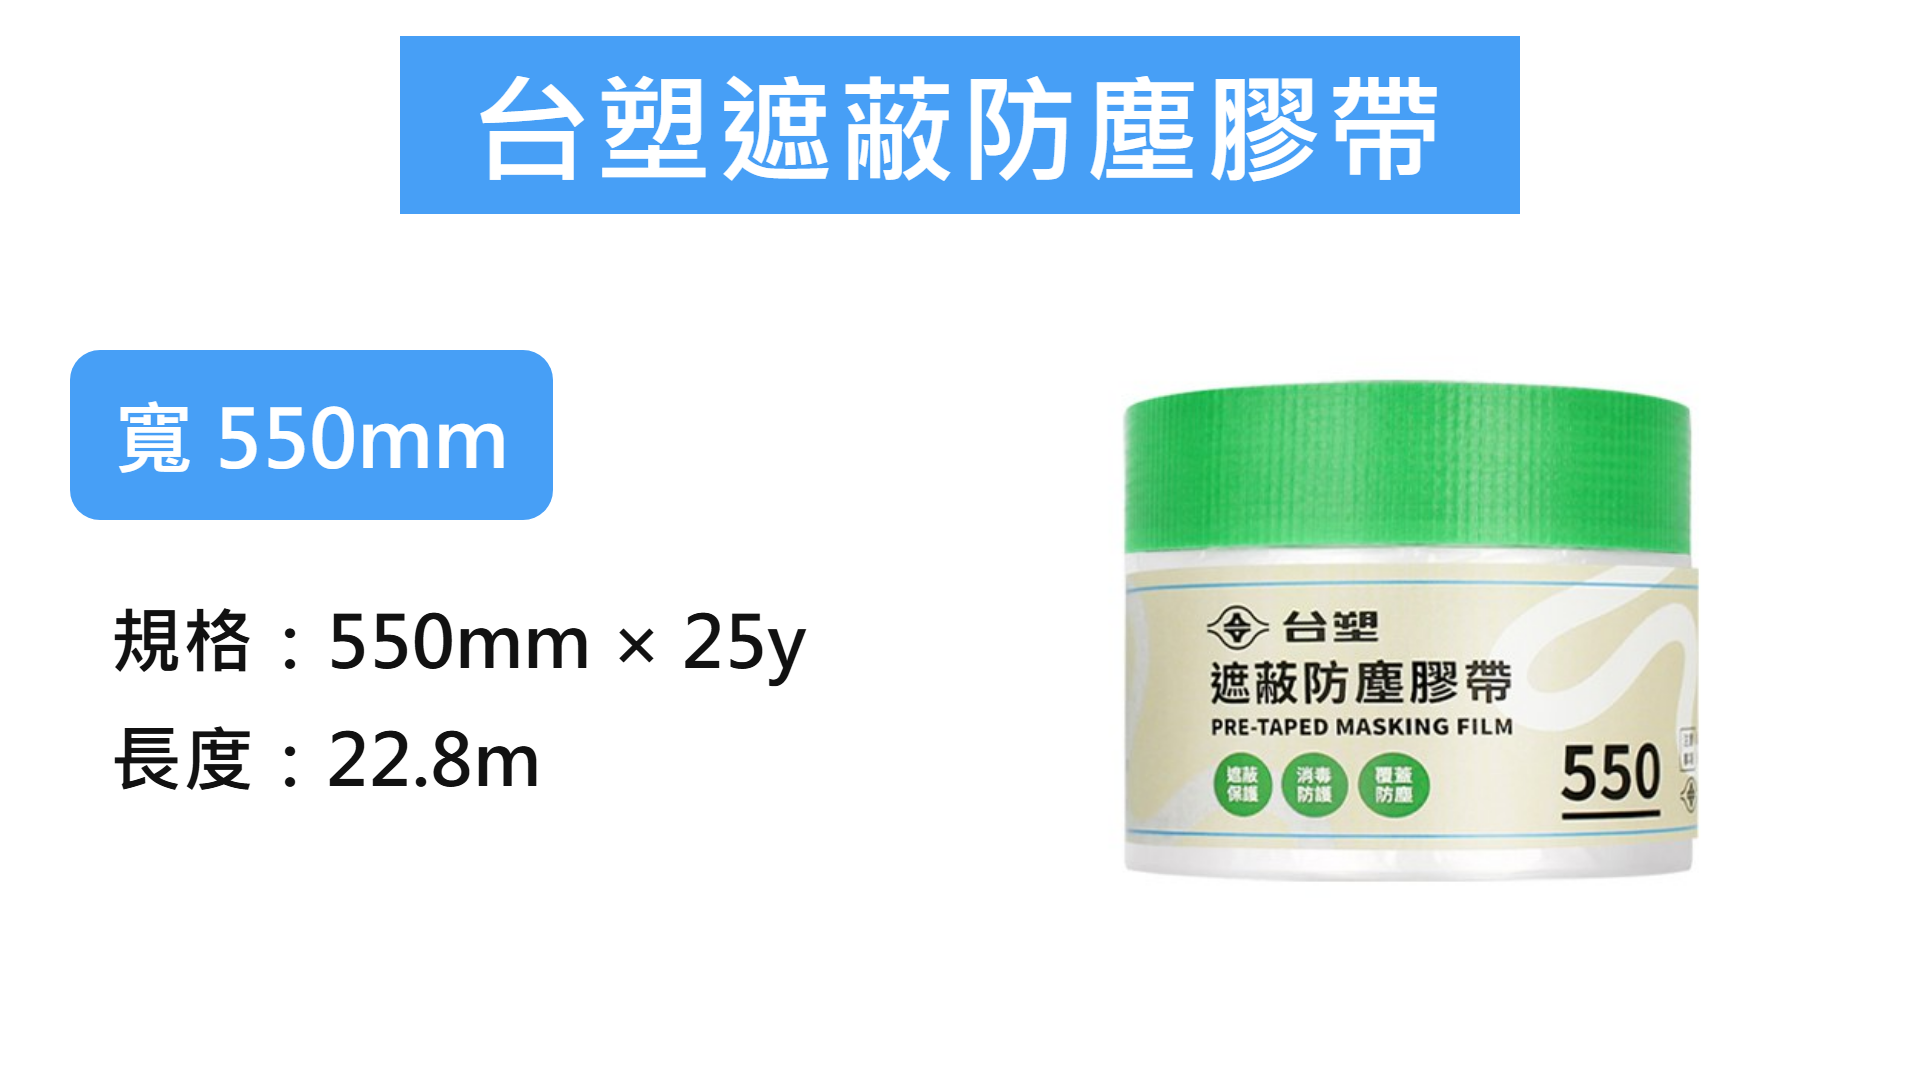 台塑遮蔽防塵膠帶
寬 550mm
規格：550mm × 25y
長度：22.8m
台塑
遮蔽防塵膠帶
PRE-TAPED MASKING FILM
遮蔽
保護
消毒
防護
覆蓋
防塵
550